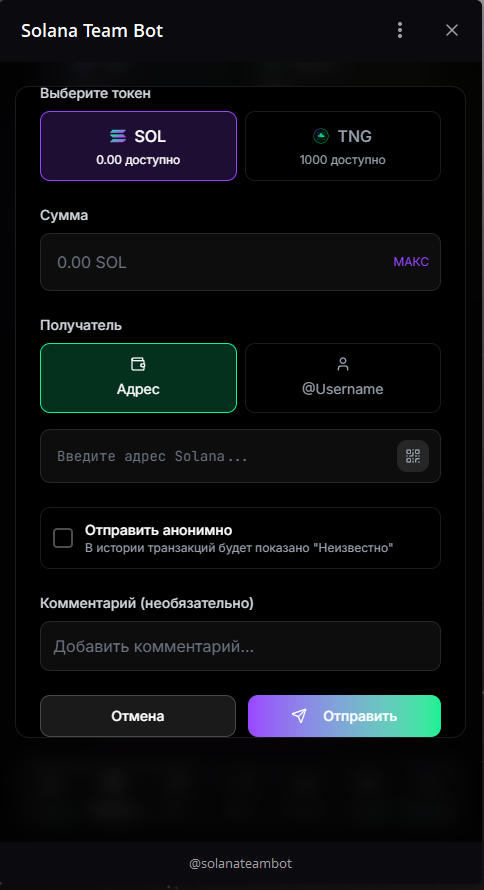 Solana Team Bot
Выберите токен
SOL
0.00 доступно
TNG
1000 доступно
Сумма
0.00 SOL
МАКС
Получатель
Адрес
@Username
Введите адрес Solana...
Отправить анонимно
В истории транзакций будет показано "Неизвестно"
Комментарий (необязательно)
Добавить комментарий...
Отмена
Отправить
@solanateambot